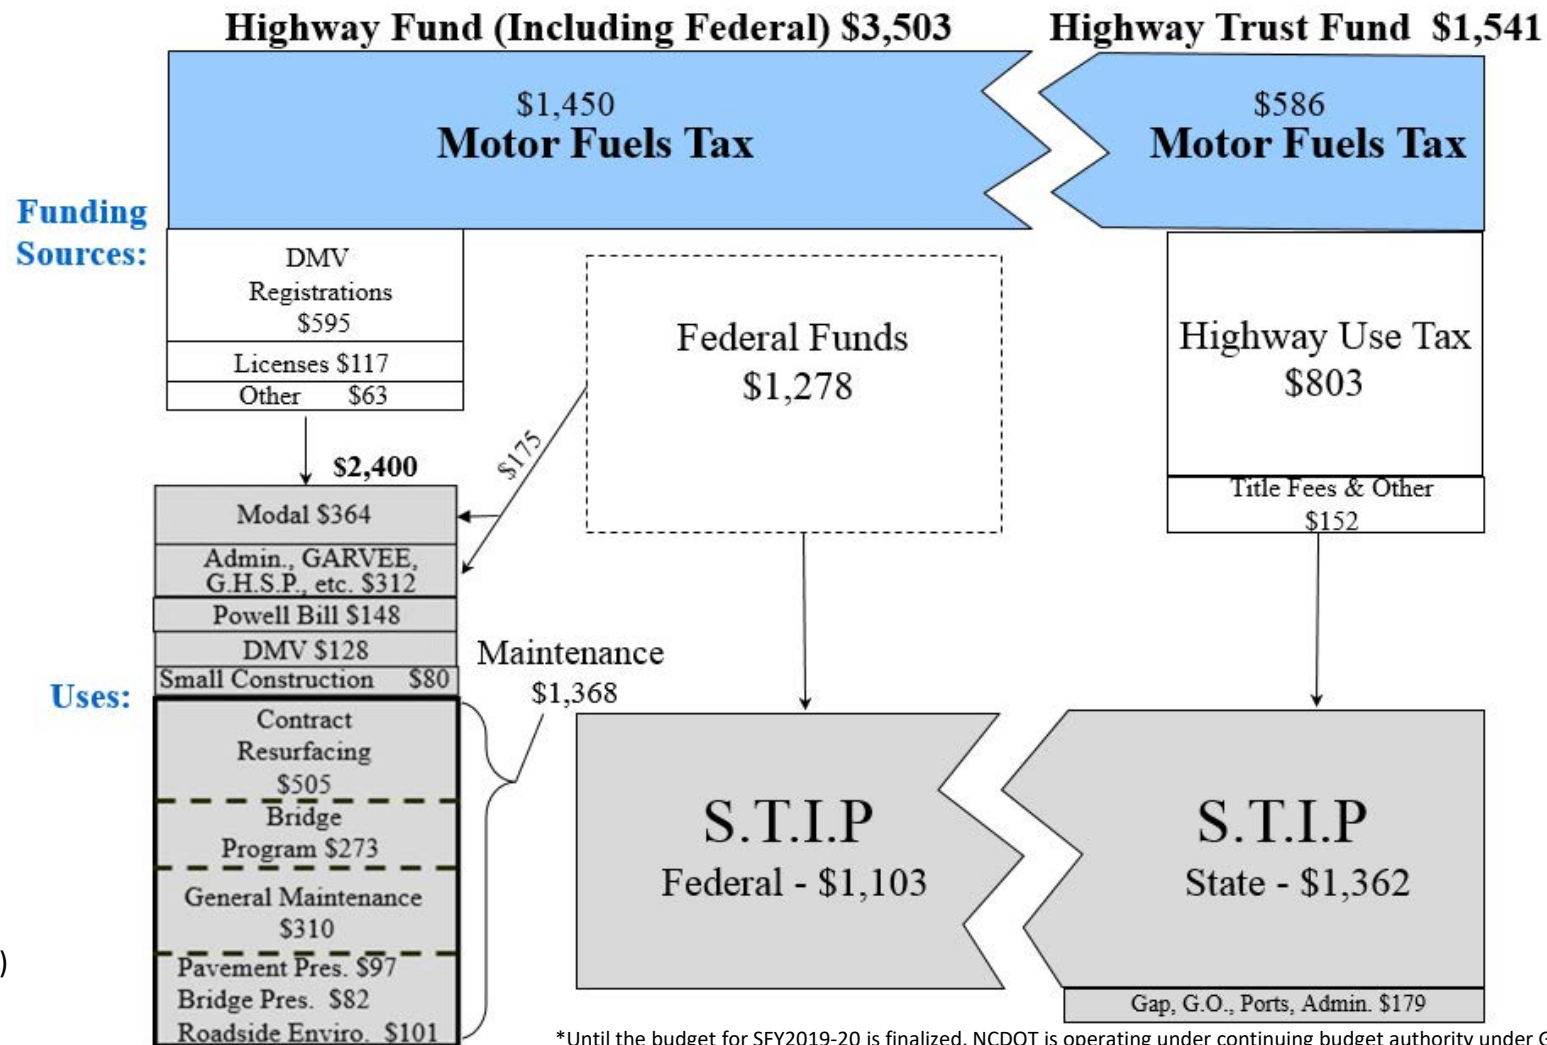 Highway Fund (Including Federal) $3,503
Highway Trust Fund $1,541
$1,450
Motor Fuels Tax
$586
Motor Fuels Tax
Funding
Sources:
DMV
Registrations
$595
Licenses $117
Other $63
Federal Funds
$1,278
Highway Use Tax
$803
Title Fees & Other
$152
$175
$2,400
Modal $364
Admin., GARVEE,
G.H.S.P., etc. $312
Powell Bill $148
DMV $128
Small Construction $80
Uses:
Maintenance
$1,368
Contract
Resurfacing
$505
Bridge
Program $273
General Maintenance
$310
Pavement Pres. $97
Bridge Pres. $82
Roadside Enviro. $101
)
S.T.I.P
Federal - $1,103
S.T.I.P
State - $1,362
Gap, G.O., Ports, Admin. $179
*Until the budget for SFY2019-20 is finalized, NCDOT is operating under continuing budget authority under G